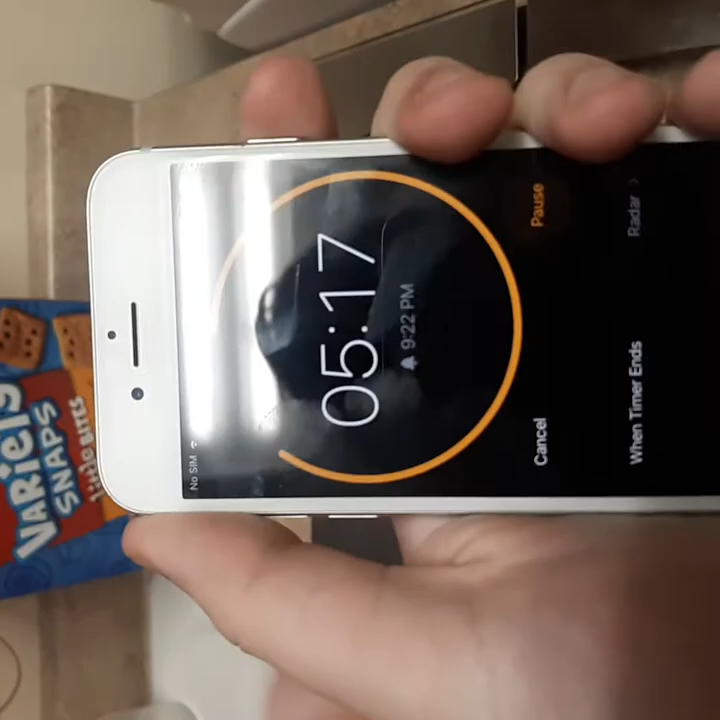 No SIM
05:17
9:22 PM
Cancel
Pause
When Timer Ends
Radar
VARIETY
SNAPS
LittLE BITES